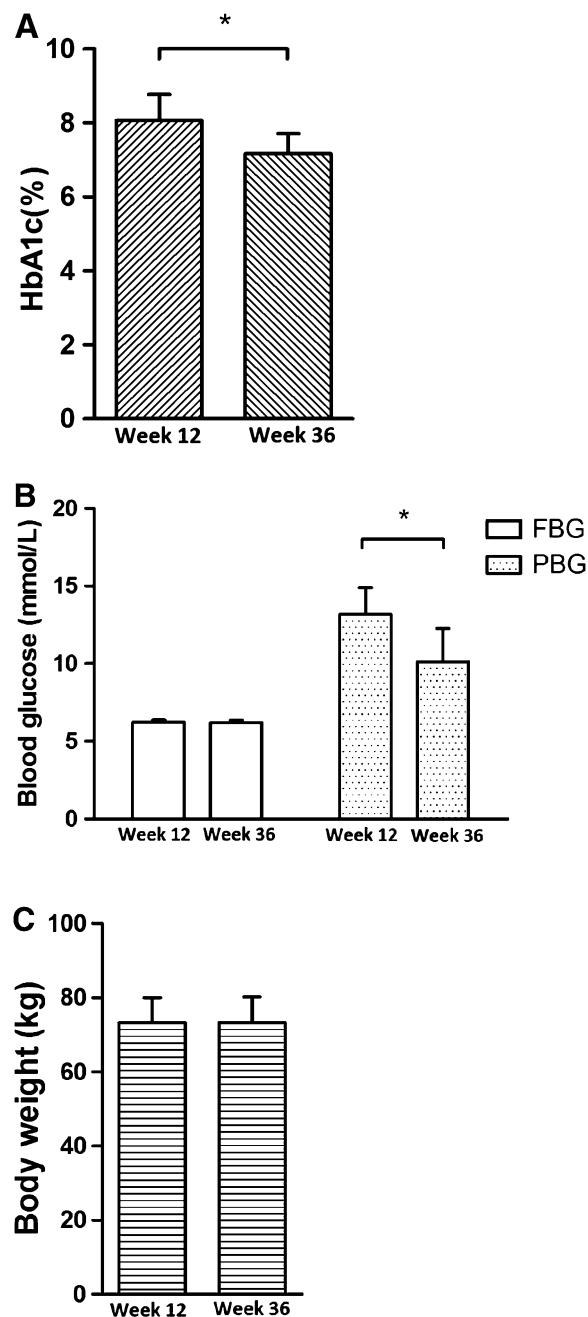 A
*
HbA1c(%)
10
8
6
4
2
0
Week 12 Week 36
B
*
Blood glucose (mmol/L)
20
15
10
5
0
FBG
PBG
Week 12 Week 36 Week 12 Week 36
C
Body weight (kg)
100
80
60
40
20
0
Week 12 Week 36